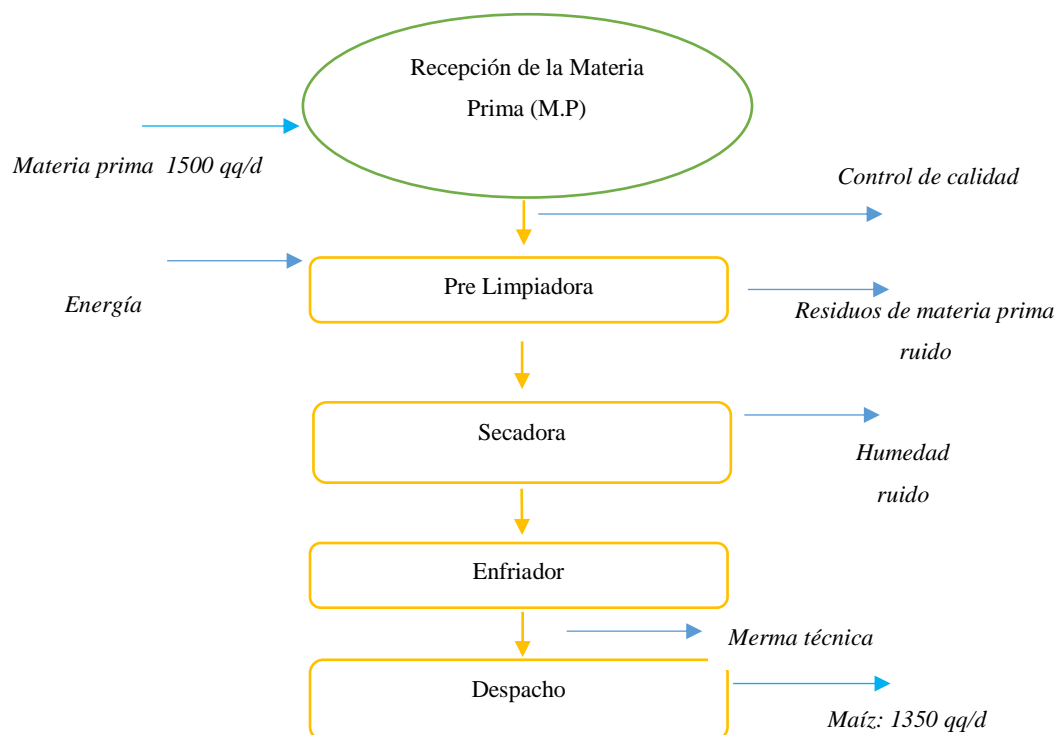 Recepción de la Materia
Prima (M.P)
Materia prima 1500 qq/d
Control de calidad
Pre Limpiadora
Energía
Residuos de materia prima
ruido
Secadora
Humedad
ruido
Enfriador
Merma técnica
Despacho
Maíz: 1350 qq/d